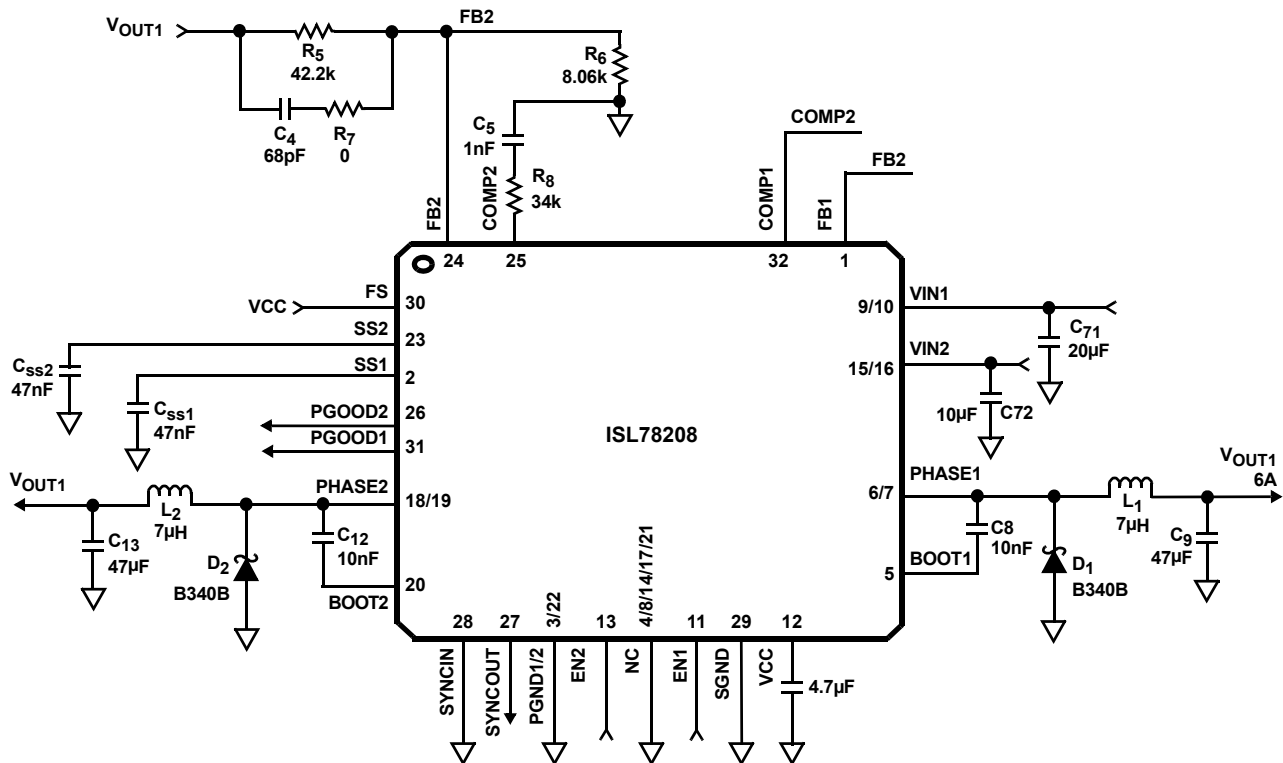 VOUT1
FB2
R5
42.2k
C4
68pF
R7
0
R6
8.06k
C5
1nF
R8
34k
COMP2
FB2
COMP2
COMP1
FB2
FB1
24
25
32
1
VCC
FS
30
SS2
23
Css2
47nF
SS1
2
Css1
47nF
PGOOD2
26
PGOOD1
31
ISL78208
9/10
VIN1
C71
20µF
15/16
VIN2
10µF
C72
VOUT1
PHASE2
18/19
L2
7µH
C13
47µF
D2
B340B
C12
10nF
20
BOOT2
6/7
PHASE1
VOUT1
6A
L1
7µH
C8
10nF
C9
47µF
D1
B340B
5
BOOT1
28
27
3/22
13
4/8/14/17/21
11
29
12
SYNCIN
SYNCOUT
PGND1/2
EN2
NC
EN1
SGND
VCC
4.7µF